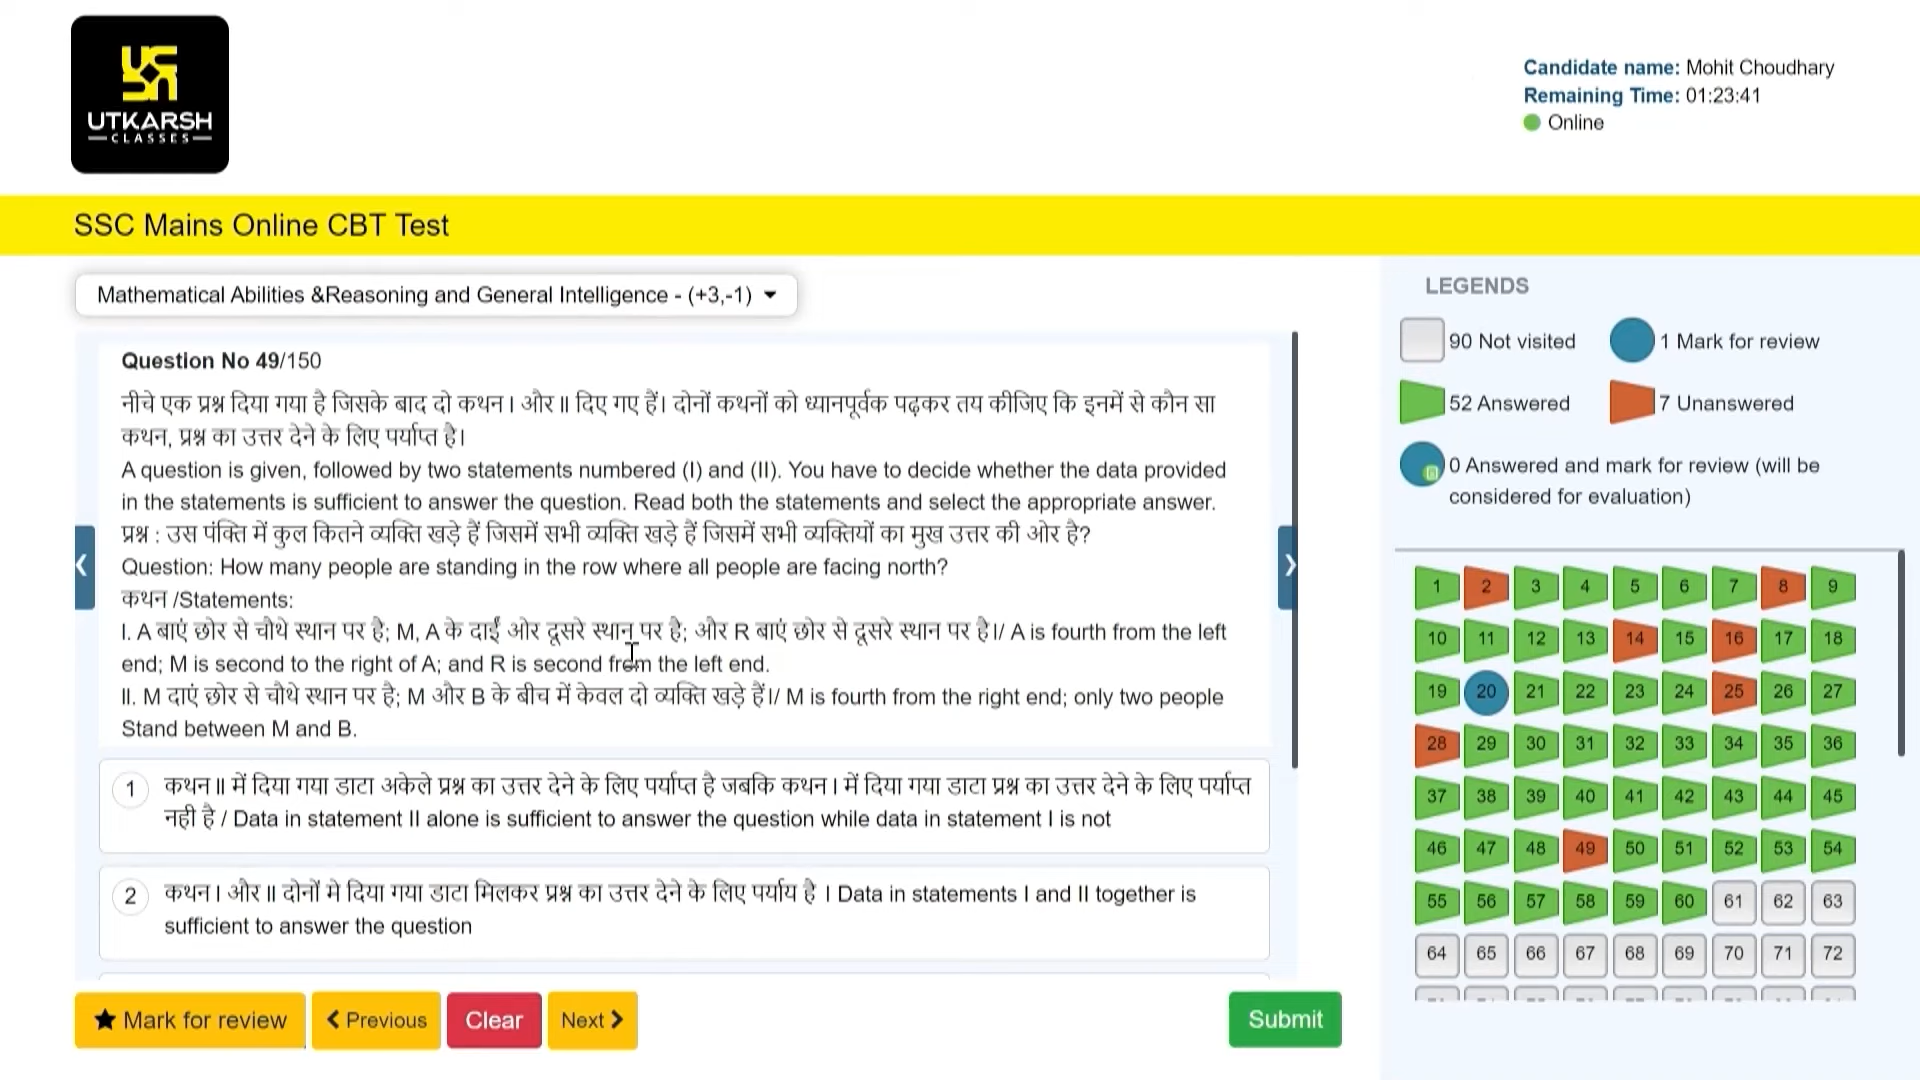 UTKARSH
CLASSES
Candidate name: Mohit Choudhary
Remaining Time: 01:23:41
Online
SSC Mains Online CBT Test
Mathematical Abilities &Reasoning and General Intelligence - (+3,-1)
Question No 49/150
नीचे एक प्रश्न दिया गया है जिसके बाद दो कथन I और II दिए गए हैं। दोनों कथनों को ध्यानपूर्वक पढ़कर तय कीजिए कि इनमें से कौन सा
कथन, प्रश्न का उत्तर देने के लिए पर्याप्त है।
A question is given, followed by two statements numbered (I) and (II). You have to decide whether the data provided
in the statements is sufficient to answer the question. Read both the statements and select the appropriate answer.
प्रश्न : उस पंक्ति में कुल कितने व्यक्ति खड़े हैं जिसमें सभी व्यक्ति खड़े हैं जिसमें सभी व्यक्तियों का मुख उत्तर की ओर है?
Question: How many people are standing in the row where all people are facing north?
कथन /Statements:
I. A बाएं छोर से चौथे स्थान पर है; M, A के दाईं ओर दूसरे स्थान पर है; और R बाएं छोर से दूसरे स्थान पर है।/ A is fourth from the left
end; M is second to the right of A; and R is second from the left end.
II. M दाएं छोर से चौथे स्थान पर है; M और B के बीच में केवल दो व्यक्ति खड़े हैं।/ M is fourth from the right end; only two people
Stand between M and B.
1 कथन II में दिया गया डाटा अकेले प्रश्न का उत्तर देने के लिए पर्याप्त है जबकि कथन I में दिया गया डाटा प्रश्न का उत्तर देने के लिए पर्याप्त
नही है / Data in statement II alone is sufficient to answer the question while data in statement I is not
2 कथन I और II दोनों मे दिया गया डाटा मिलकर प्रश्न का उत्तर देने के लिए पर्याय है । Data in statements I and II together is
sufficient to answer the question
Mark for review Previous Clear Next Submit
LEGENDS
90 Not visited 1 Mark for review
52 Answered 7 Unanswered
0 Answered and mark for review (will be
considered for evaluation)
1 2 3 4 5 6 7 8 9
10 11 12 13 14 15 16 17 18
19 20 21 22 23 24 25 26 27
28 29 30 31 32 33 34 35 36
37 38 39 40 41 42 43 44 45
46 47 48 49 50 51 52 53 54
55 56 57 58 59 60 61 62 63
64 65 66 67 68 69 70 71 72